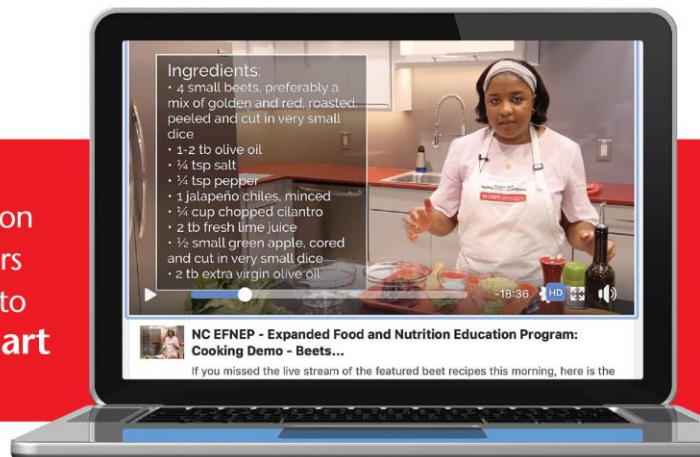 on
rs
to
art
Ingredients:
• 4 small beets, preferably a
mix of golden and red, roasted,
peeled and cut in very small
dice
• 1-2 tb olive oil
• ¼ tsp salt
• ¼ tsp pepper
• 1 jalapeño chiles, minced
• ¼ cup chopped cilantro
• 2 tb fresh lime juice
• ½ small green apple, cored
and cut in very small dice
• 2 tb extra virgin olive oil
-18:36 HD
NC EFNEP - Expanded Food and Nutrition Education Program:
Cooking Demo - Beets...
If you missed the live stream of the featured beet recipes this morning, here is the